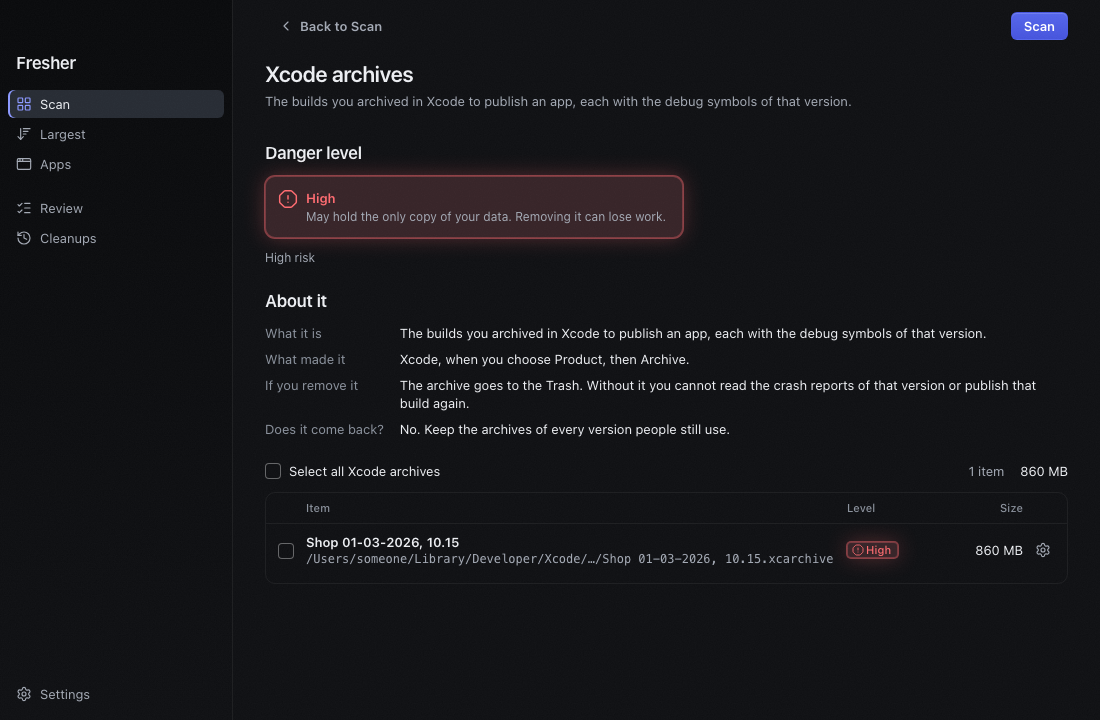 Back to Scan
Scan
Fresher
Scan
Largest
Apps
Review
Cleanups
Settings
Xcode archives
The builds you archived in Xcode to publish an app, each with the debug symbols of that version.
Danger level
High
May hold the only copy of your data. Removing it can lose work.
High risk
About it
What it is The builds you archived in Xcode to publish an app, each with the debug symbols of that version.
What made it Xcode, when you choose Product, then Archive.
If you remove it The archive goes to the Trash. Without it you cannot read the crash reports of that version or publish that
build again.
Does it come back? No. Keep the archives of every version people still use.
Select all Xcode archives 1 item 860 MB
Item Level Size
Shop 01-03-2026, 10.15
/Users/someone/Library/Developer/Xcode/…/Shop 01-03-2026, 10.15.xcarchive
High
860 MB